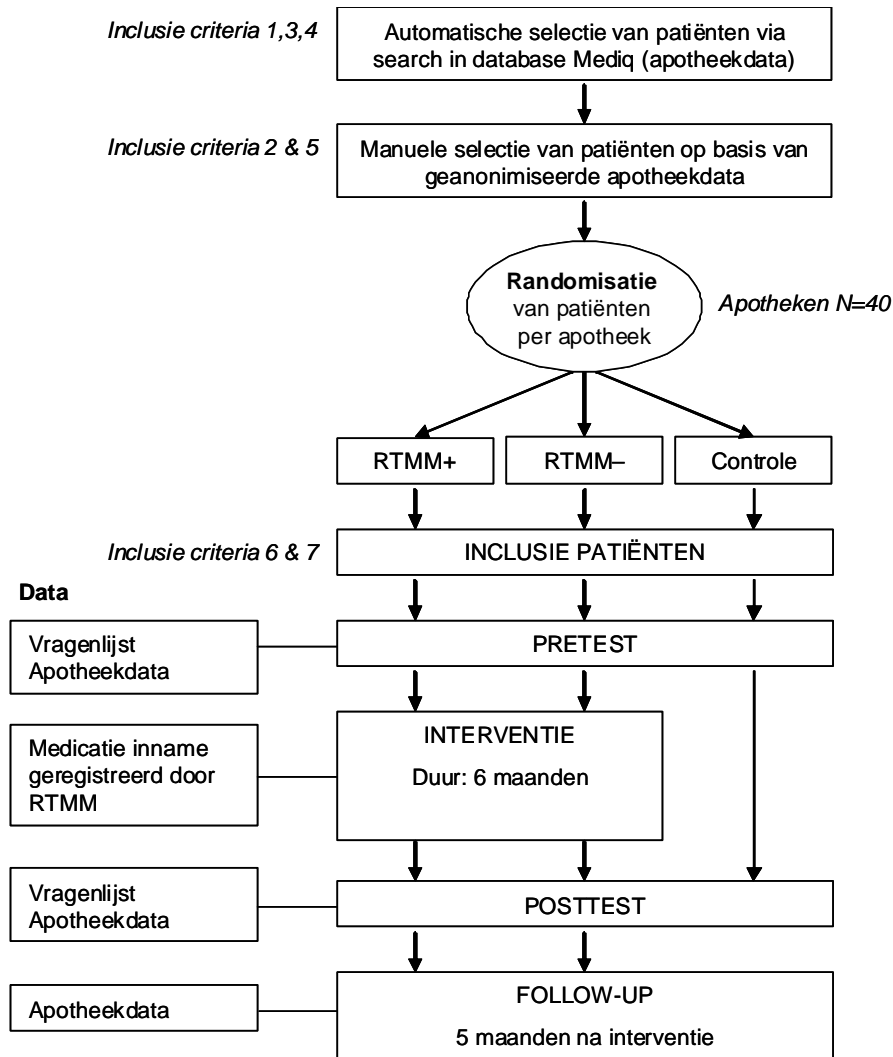 Inclusie criteria 1,3,4
Automatische selectie van patiënten via
search in database Mediq (apotheekdata)
Inclusie criteria 2 & 5
Manuele selectie van patiënten op basis van
geanonimiseerde apotheekdata
Randomisatie
van patiënten
per apotheek
Apotheken N=40
RTMM+
RTMM–
Controle
Inclusie criteria 6 & 7
INCLUSIE PATIËNTEN
Data
Vragenlijst
Apotheekdata
PRETEST
Medicatie inname
geregistreerd door
RTMM
INTERVENTIE
Duur: 6 maanden
Vragenlijst
Apotheekdata
POSTTEST
Apotheekdata
FOLLOW-UP
5 maanden na interventie